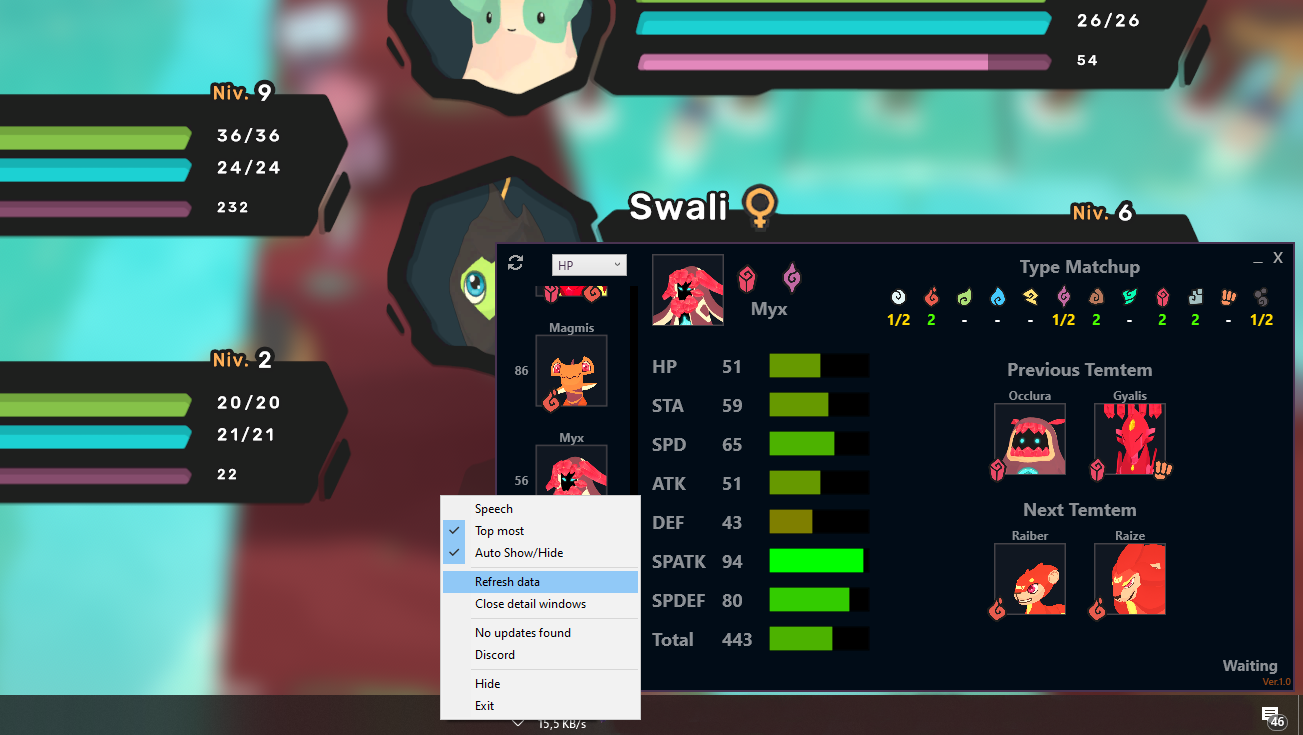 26/26
54
Niv. 9
36/36
24/24
232
Swali
Niv. 6
Niv. 2
20/20
21/21
22
HP
Magmis
86
Myx
56
Myx
HP 51
STA 59
SPD 65
ATK 51
DEF 43
SPATK 94
SPDEF 80
Total 443
_ X
Type Matchup
1/2 2 - - - 1/2 2 - 2 2 - 1/2
Previous Temtem
Occlura Gyalis
Next Temtem
Raiber Raize
Waiting
Ver.1.0
Speech
Top most
Auto Show/Hide
Refresh data
Close detail windows
No updates found
Discord
Hide
Exit
15,5 KB/s
46